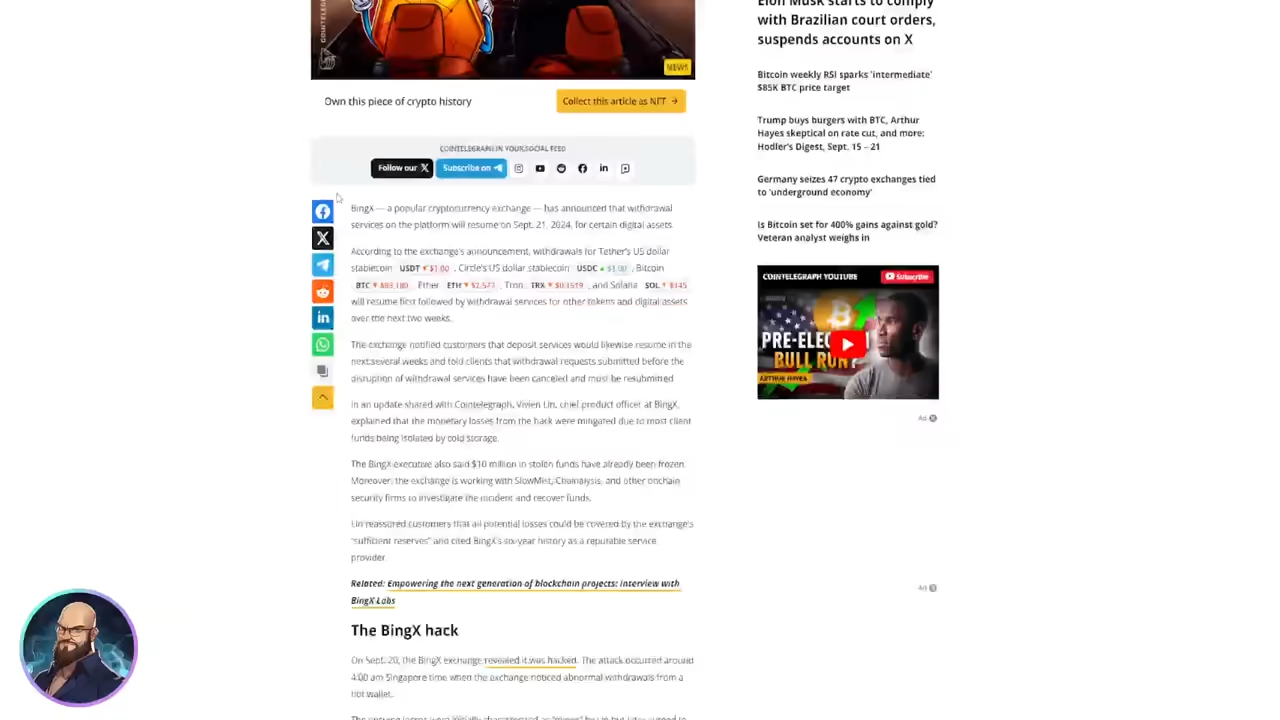 COINTELEGRAPH
NEWS
Own this piece of crypto history
Collect this article as NFT →
COINTELEGRAPH IN YOUR SOCIAL FEED
Follow our X
Subscribe on
BingX — a popular cryptocurrency exchange — has announced that withdrawal
services on the platform will resume on Sept. 21, 2024, for certain digital assets.
According to the exchange's announcement, withdrawals for Tether's US dollar
stablecoin USDT ▼ $1.00 , Circle's US dollar stablecoin USDC ▲ $1.00 , Bitcoin
BTC ▼ , Ether ETH ▼ $2,577 , Tron TRX ▼ $0.1519 , and Solana SOL ▼ $145
will resume first followed by withdrawal services for other tokens and digital assets
over the next two weeks.
The exchange notified customers that deposit services would likewise resume in the
next several weeks and told clients that withdrawal requests submitted before the
disruption of withdrawal services have been canceled and must be resubmitted
In an update shared with Cointelegraph, Vivien Lin, chief product officer at BingX,
explained that the monetary losses from the hack were mitigated due to most client
funds being isolated by cold storage.
The BingX executive also said $10 million in stolen funds have already been frozen.
Moreover, the exchange is working with SlowMist, Chainalysis, and other onchain
security firms to investigate the incident and recover funds.
Lin reassured customers that all potential losses could be covered by the exchange's
"sufficient reserves" and cited BingX's six-year history as a reputable service
provider.
Related: Empowering the next generation of blockchain projects: Interview with
BingX Labs
The BingX hack
On Sept. 20, the BingX exchange revealed it was hacked. The attack occurred around
4:00 am Singapore time when the exchange noticed abnormal withdrawals from a
hot wallet.
Elon Musk starts to comply
with Brazilian court orders,
suspends accounts on X
Bitcoin weekly RSI sparks 'intermediate'
$85K BTC price target
Trump buys burgers with BTC, Arthur
Hayes skeptical on rate cut, and more:
Hodler's Digest, Sept. 15 – 21
Germany seizes 47 crypto exchanges tied
to 'underground economy'
Is Bitcoin set for 400% gains against gold?
Veteran analyst weighs in
COINTELEGRAPH YOUTUBE
Subscribe
PRE-ELECTION
BULL RUN?
ARTHUR HAYES
Ad
Ad